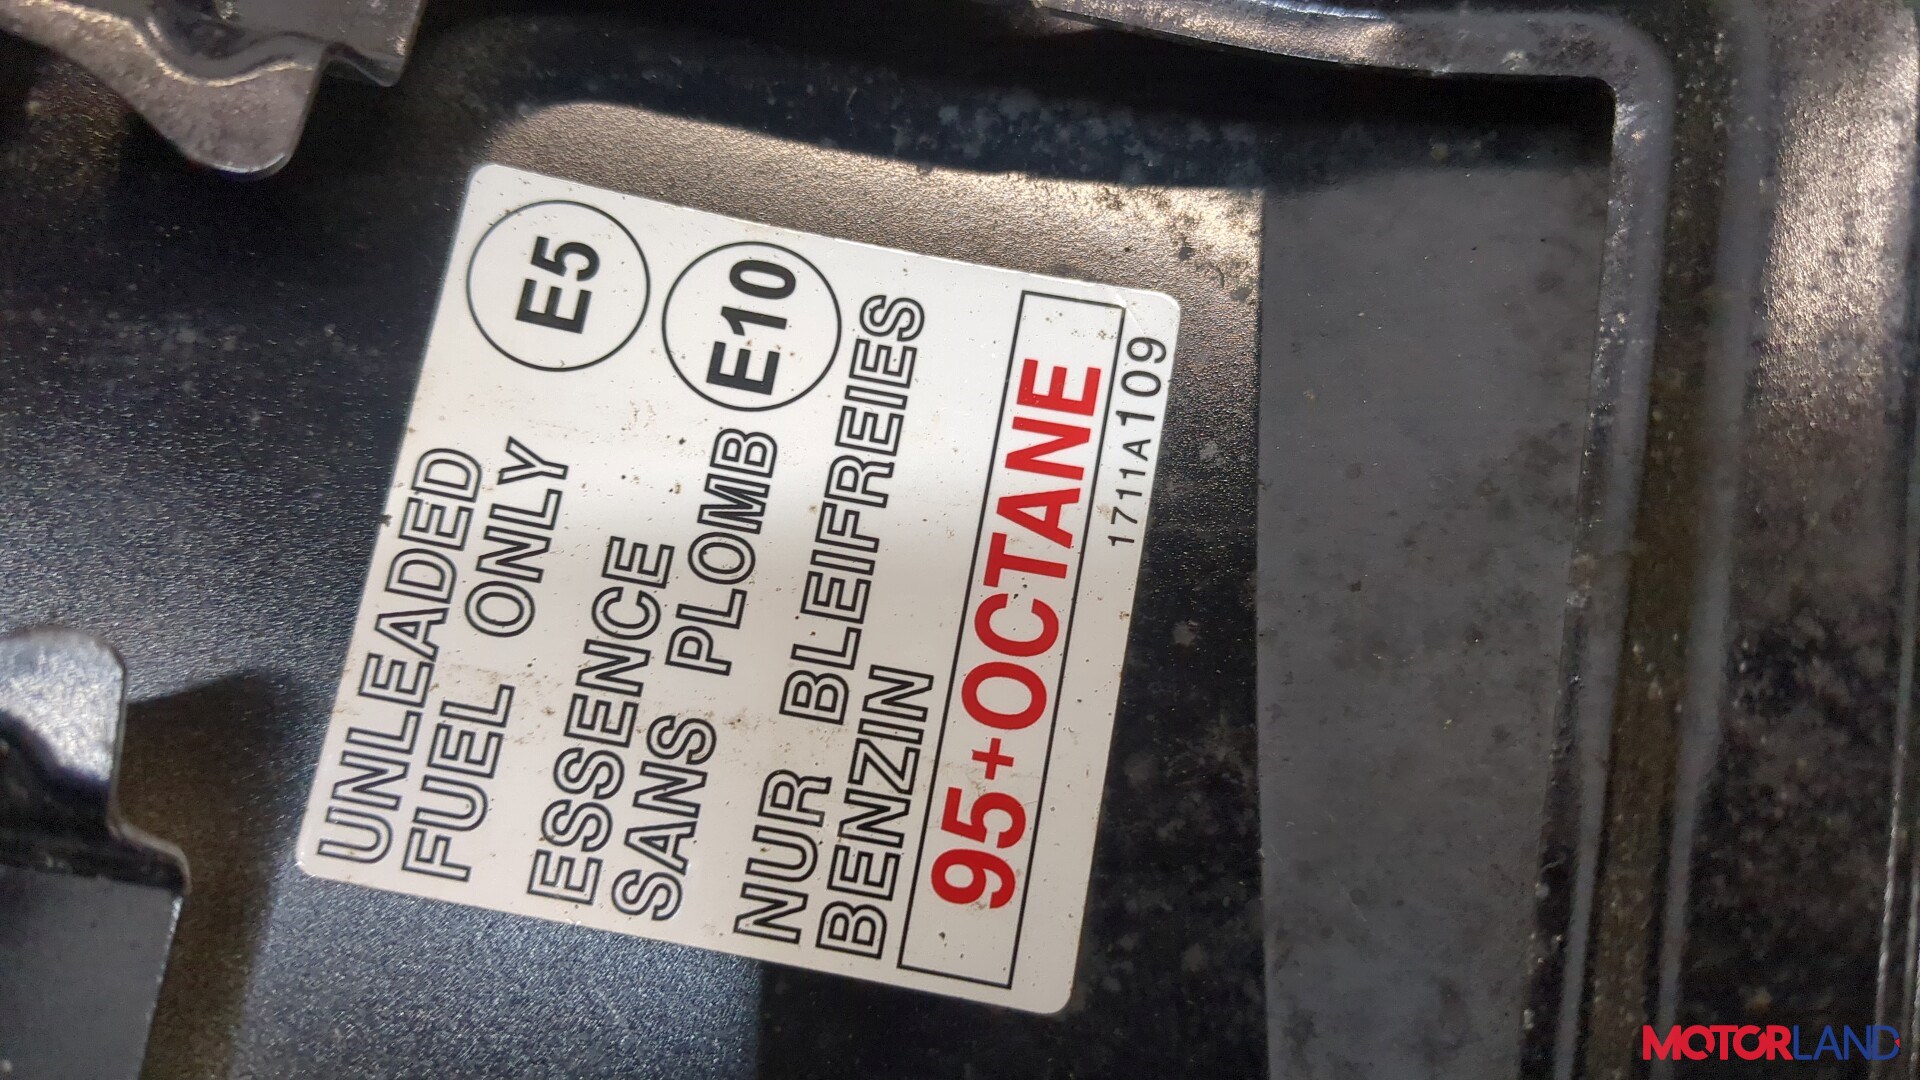 UNLEADED
FUEL ONLY
E5
ESSENCE
SANS PLOMB
E10
NUR BLEIFREIES
BENZIN
95+OCTANE
1711A109
MOTORLAND